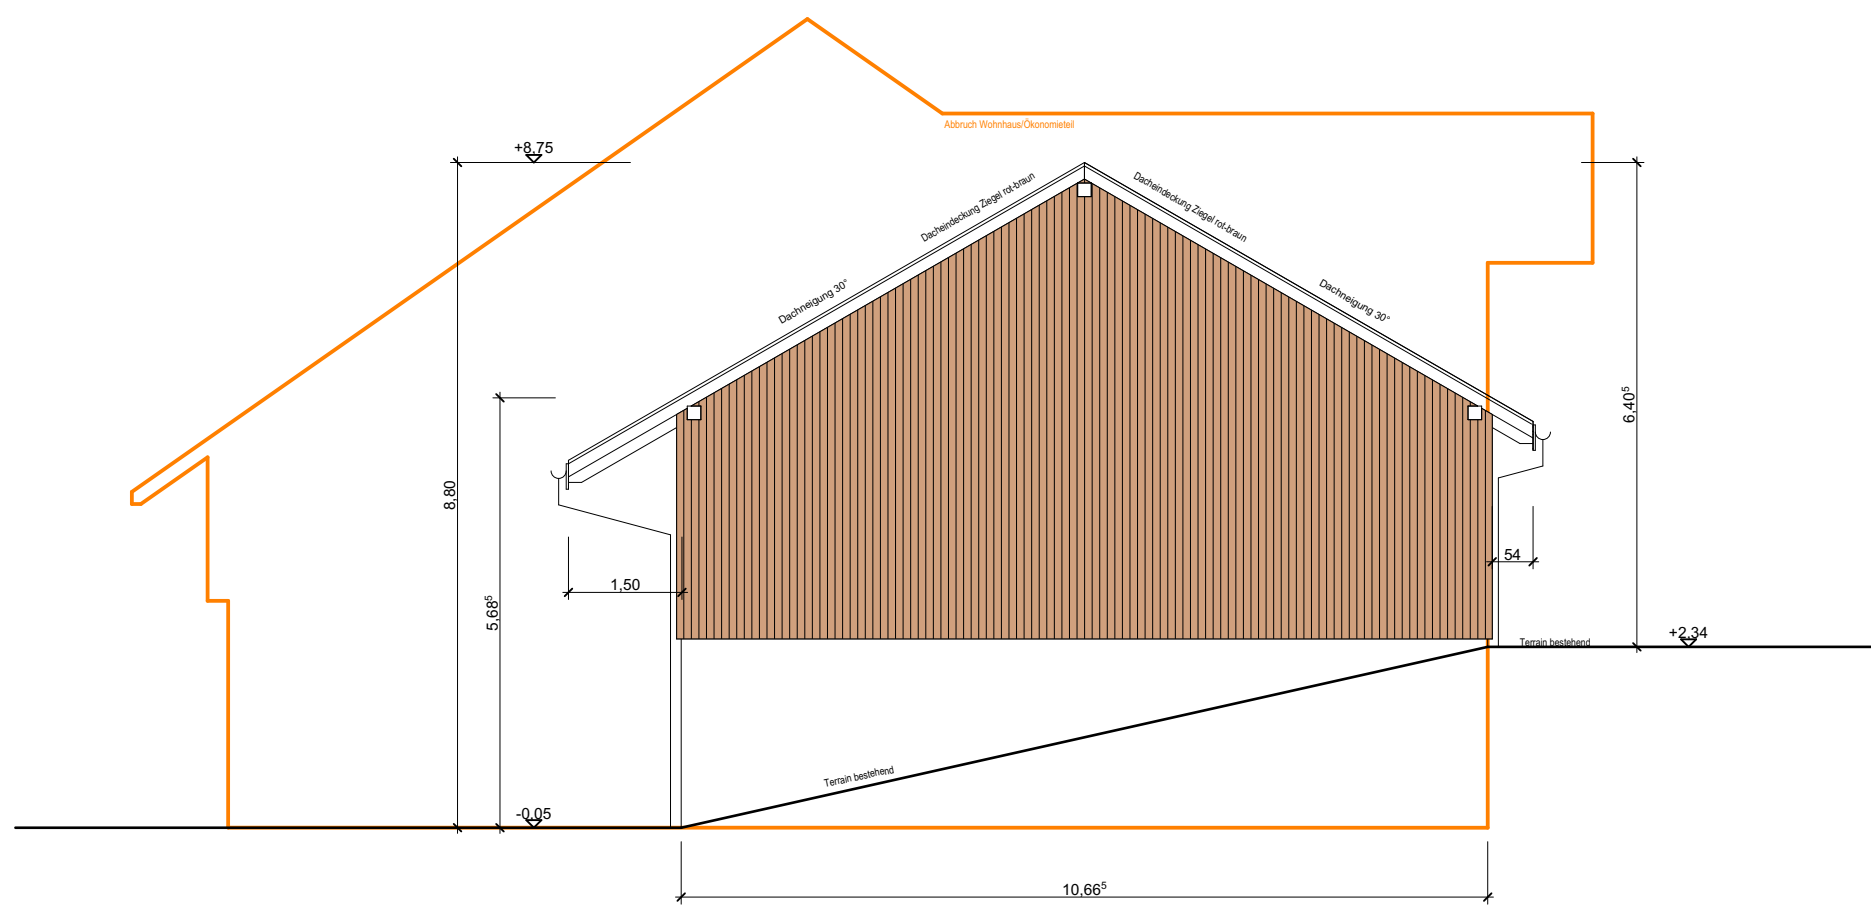 Abbruch Wohnhaus/Ökonomieteil
+8,75
Dacheindeckung Ziegel rot-braun
Dacheindeckung Ziegel rot-braun
Dachneigung 30°
Dachneigung 30°
6,40⁵
8,80
54
1,50
5,68⁵
+2,34
Terrain bestehend
Terrain bestehend
-0,05
10,66⁵